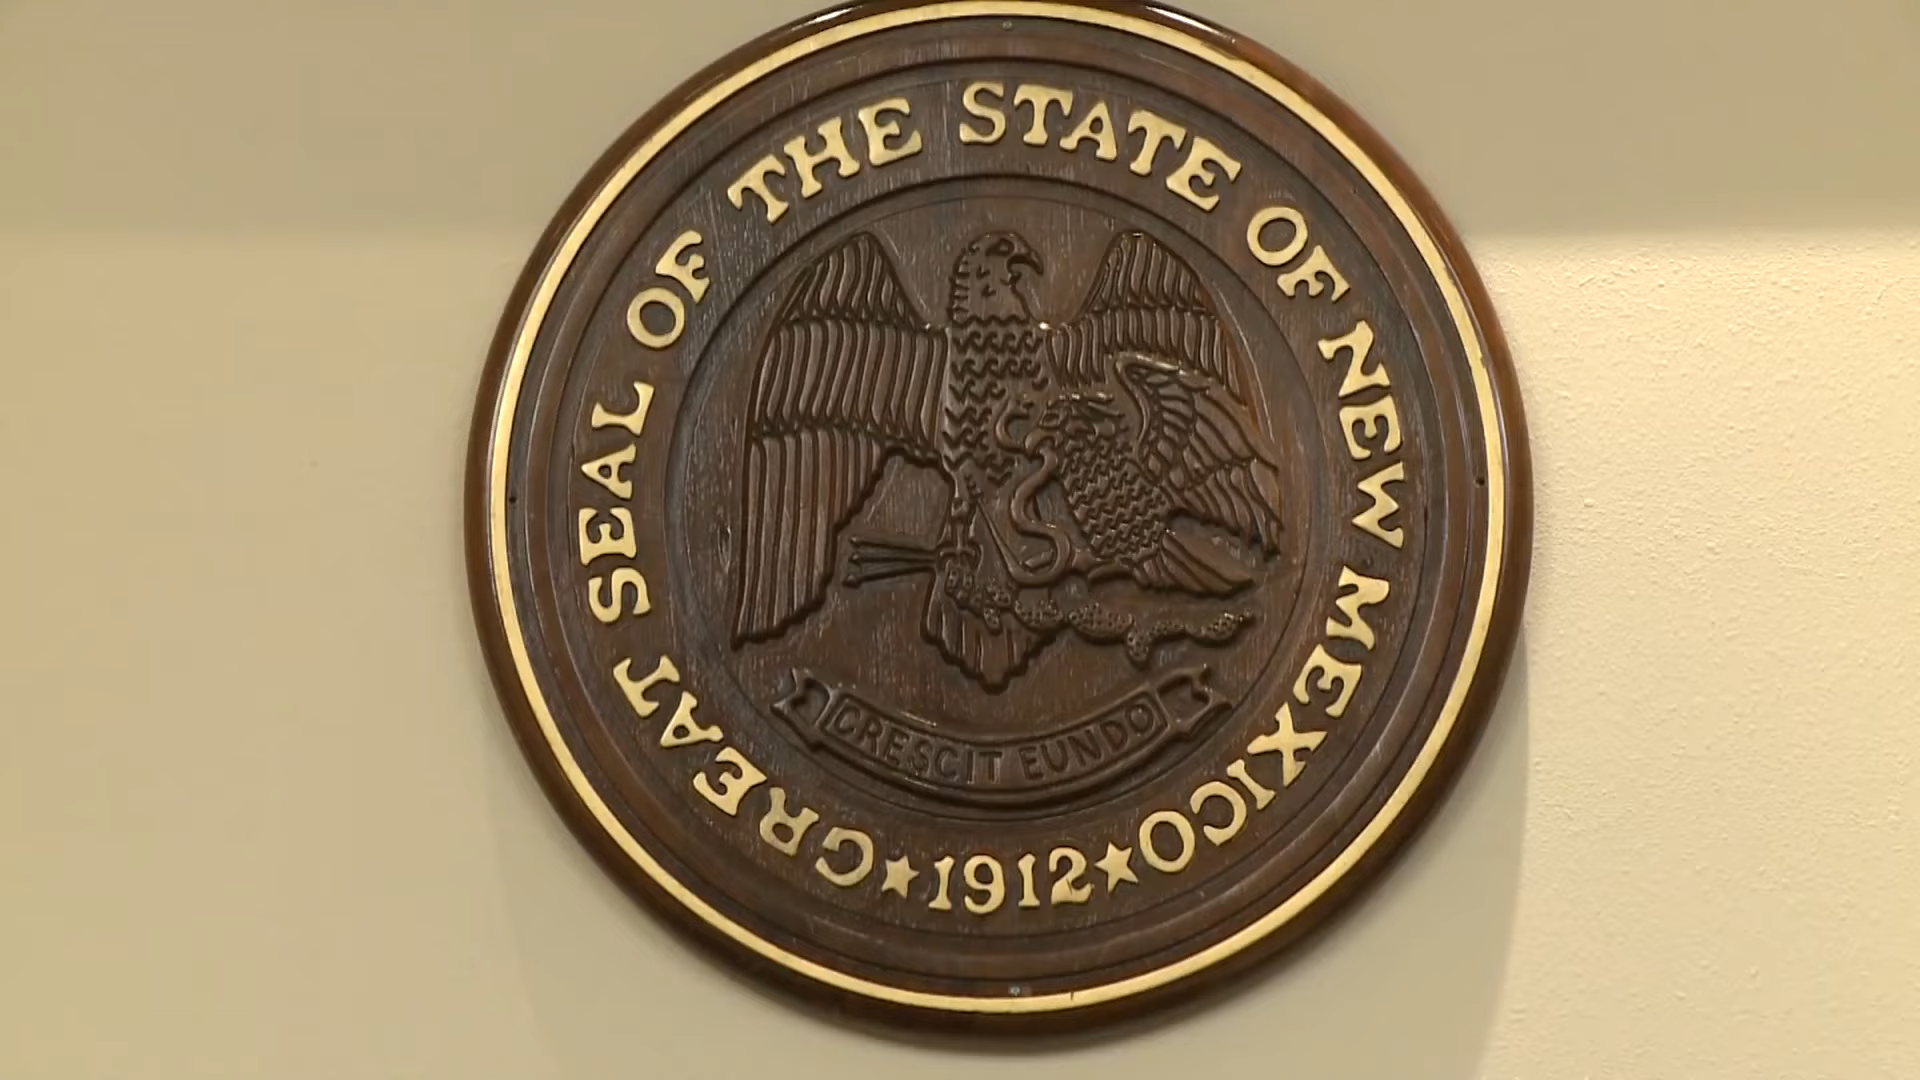 GREAT SEAL OF THE STATE OF NEW MEXICO
CRESCIT EUNDO
★1912★